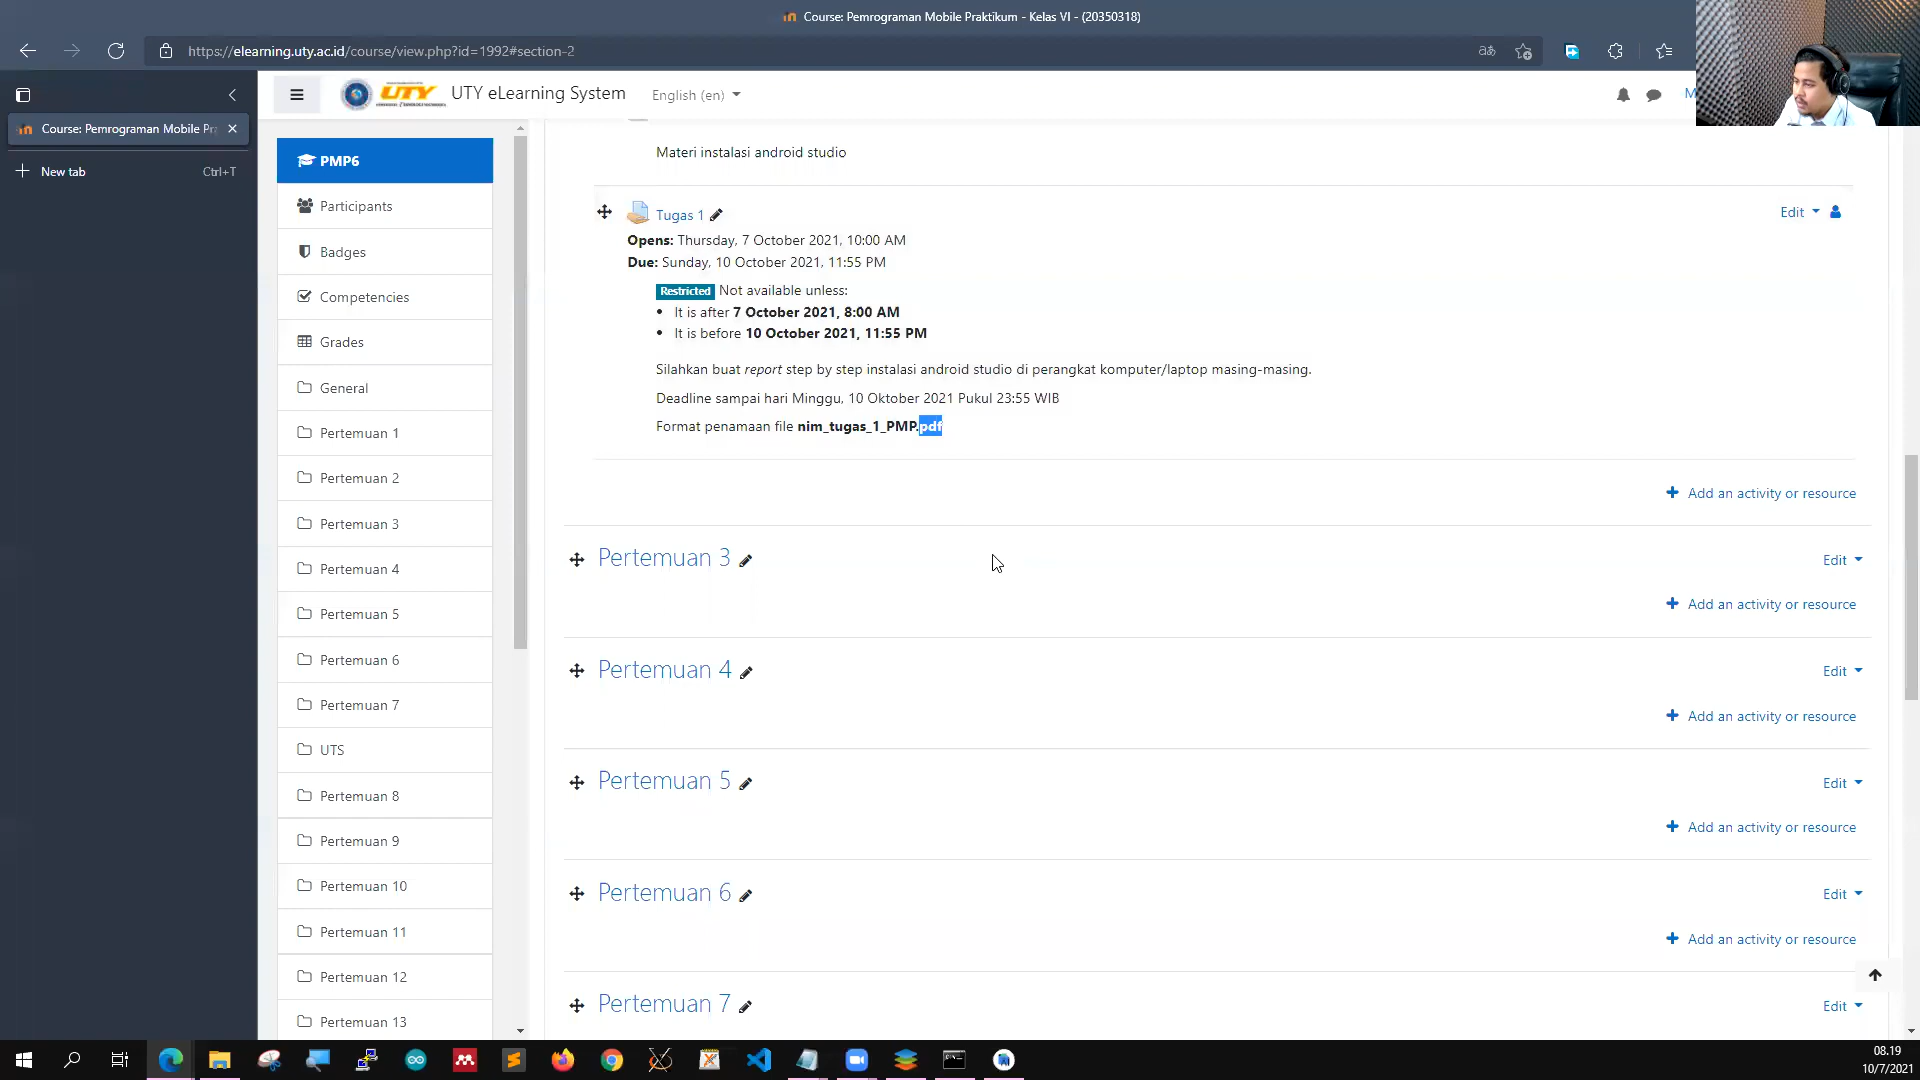 Course: Pemrograman Mobile Praktikum - Kelas VI - (20350318)
https://elearning.uty.ac.id/course/view.php?id=1992#section-2
Course: Pemrograman Mobile Pr
New tab
Ctrl+T
UTY
UTY eLearning System
English (en)
M
PMP6
Participants
Badges
Competencies
Grades
General
Pertemuan 1
Pertemuan 2
Pertemuan 3
Pertemuan 4
Pertemuan 5
Pertemuan 6
Pertemuan 7
UTS
Pertemuan 8
Pertemuan 9
Pertemuan 10
Pertemuan 11
Pertemuan 12
Pertemuan 13
Materi instalasi android studio
Tugas 1
Edit
Opens: Thursday, 7 October 2021, 10:00 AM
Due: Sunday, 10 October 2021, 11:55 PM
Restricted Not available unless:
It is after 7 October 2021, 8:00 AM
It is before 10 October 2021, 11:55 PM
Silahkan buat report step by step instalasi android studio di perangkat komputer/laptop masing-masing.
Deadline sampai hari Minggu, 10 Oktober 2021 Pukul 23:55 WIB
Format penamaan file nim_tugas_1_PMP.pdf
Add an activity or resource
Pertemuan 3
Edit
Add an activity or resource
Pertemuan 4
Edit
Add an activity or resource
Pertemuan 5
Edit
Add an activity or resource
Pertemuan 6
Edit
Add an activity or resource
Pertemuan 7
Edit
08.19
10/7/2021